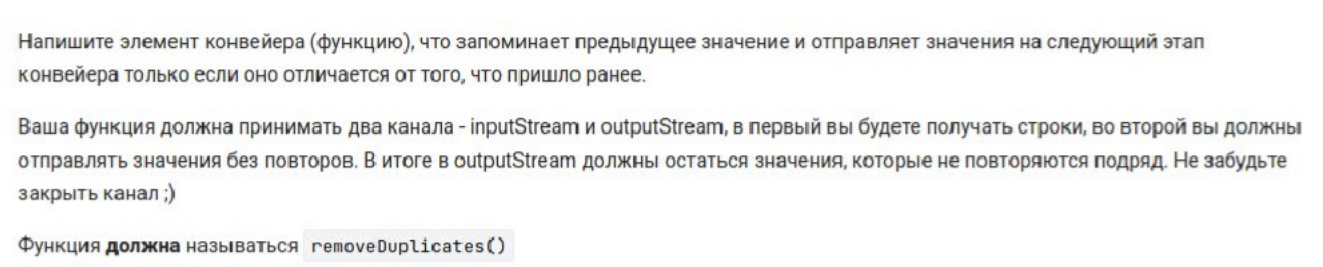 Напишите элемент конвейера (функцию), что запоминает предыдущее значение и отправляет значения на следующий этап
конвейера только если оно отличается от того, что пришло ранее.
Ваша функция должна принимать два канала - inputStream и outputStream, в первый вы будете получать строки, во второй вы должны
отправлять значения без повторов. В итоге в outputStream должны остаться значения, которые не повторяются подряд. Не забудьте
закрыть канал ;)
Функция должна называться removeDuplicates()